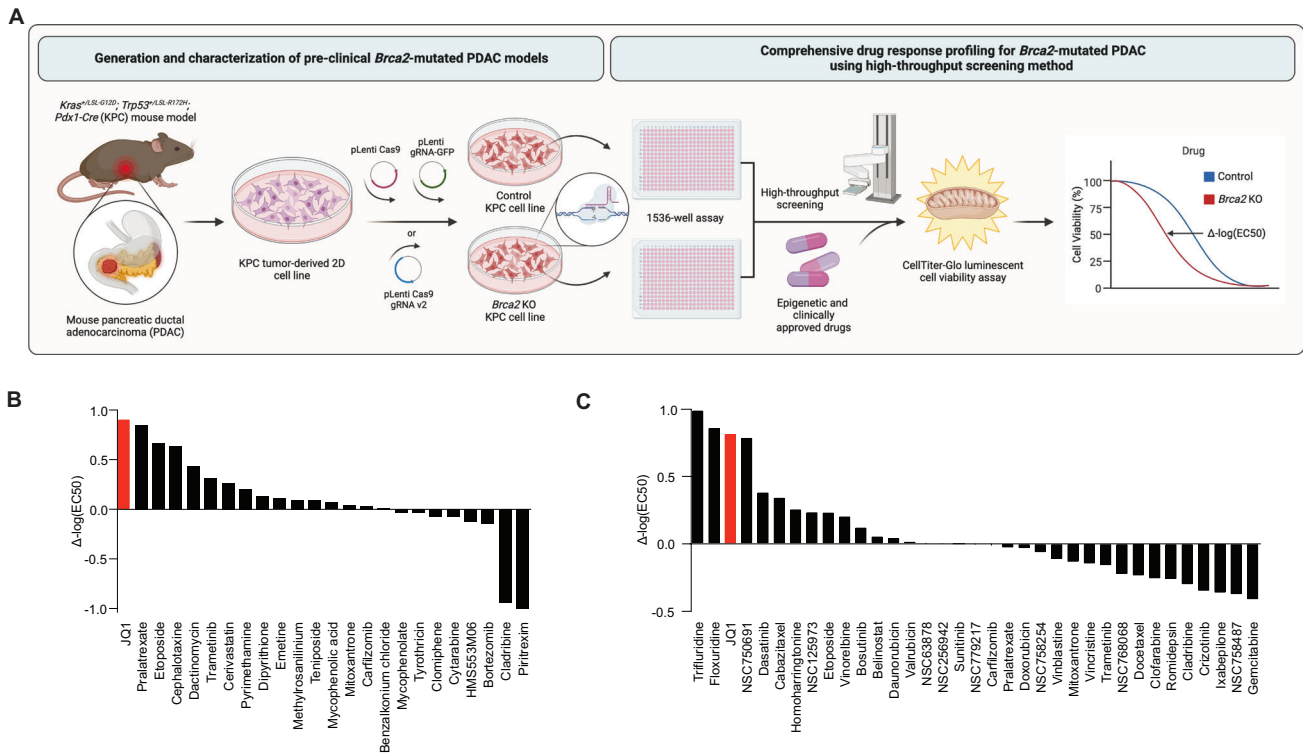 A
Generation and characterization of pre-clinical Brca2-mutated PDAC models
Comprehensive drug response profiling for Brca2-mutated PDAC
using high-throughput screening method
Kras+/LSL-G12D; Trp53+/LSL-R172H;
Pdx1-Cre (KPC) mouse model
Mouse pancreatic ductal
adenocarcinoma (PDAC)
KPC tumor-derived 2D
cell line
pLenti Cas9
pLenti
gRNA-GFP
or
pLenti Cas9
gRNA v2
Control
KPC cell line
Brca2 KO
KPC cell line
1536-well assay
High-throughput
screening
Epigenetic and
clinically
approved drugs
CellTiter-Glo luminescent
cell viability assay
Drug
Control
Brca2 KO
Δ-log(EC50)
Cell Viability (%)
100
75
50
25
0
B
Δ-log(EC50)
1.0
0.5
0.0
-0.5
-1.0
JQ1
Pralatrexate
Etoposide
Cephalotaxine
Dactinomycin
Trametinib
Cerivastatin
Pyrimethamine
Dipyrithione
Emetine
Methylrosanilinium
Teniposide
Mycophenolic acid
Mitoxantrone
Carfilzomib
Benzalkonium chloride
Mycophenolate
Tyrothricin
Clomiphene
Cytarabine
HMS553M06
Bortezomib
Cladribine
Piritrexim
C
Δ-log(EC50)
1.0
0.5
0.0
-0.5
Trifluridine
Floxuridine
JQ1
NSC750691
Dasatinib
Cabazitaxel
Homoharringtonine
NSC125973
Etoposide
Vinorelbine
Bosutinib
Belinostat
Daunorubicin
Valrubicin
NSC63878
NSC256942
Sunitinib
NSC779217
Carfilzomib
Pralatrexate
Doxorubicin
NSC758254
Vinblastine
Mitoxantrone
Vincristine
Trametinib
NSC768068
Docetaxel
Clofarabine
Romidepsin
Cladribine
Crizotinib
Ixabepilone
NSC758487
Gemcitabine